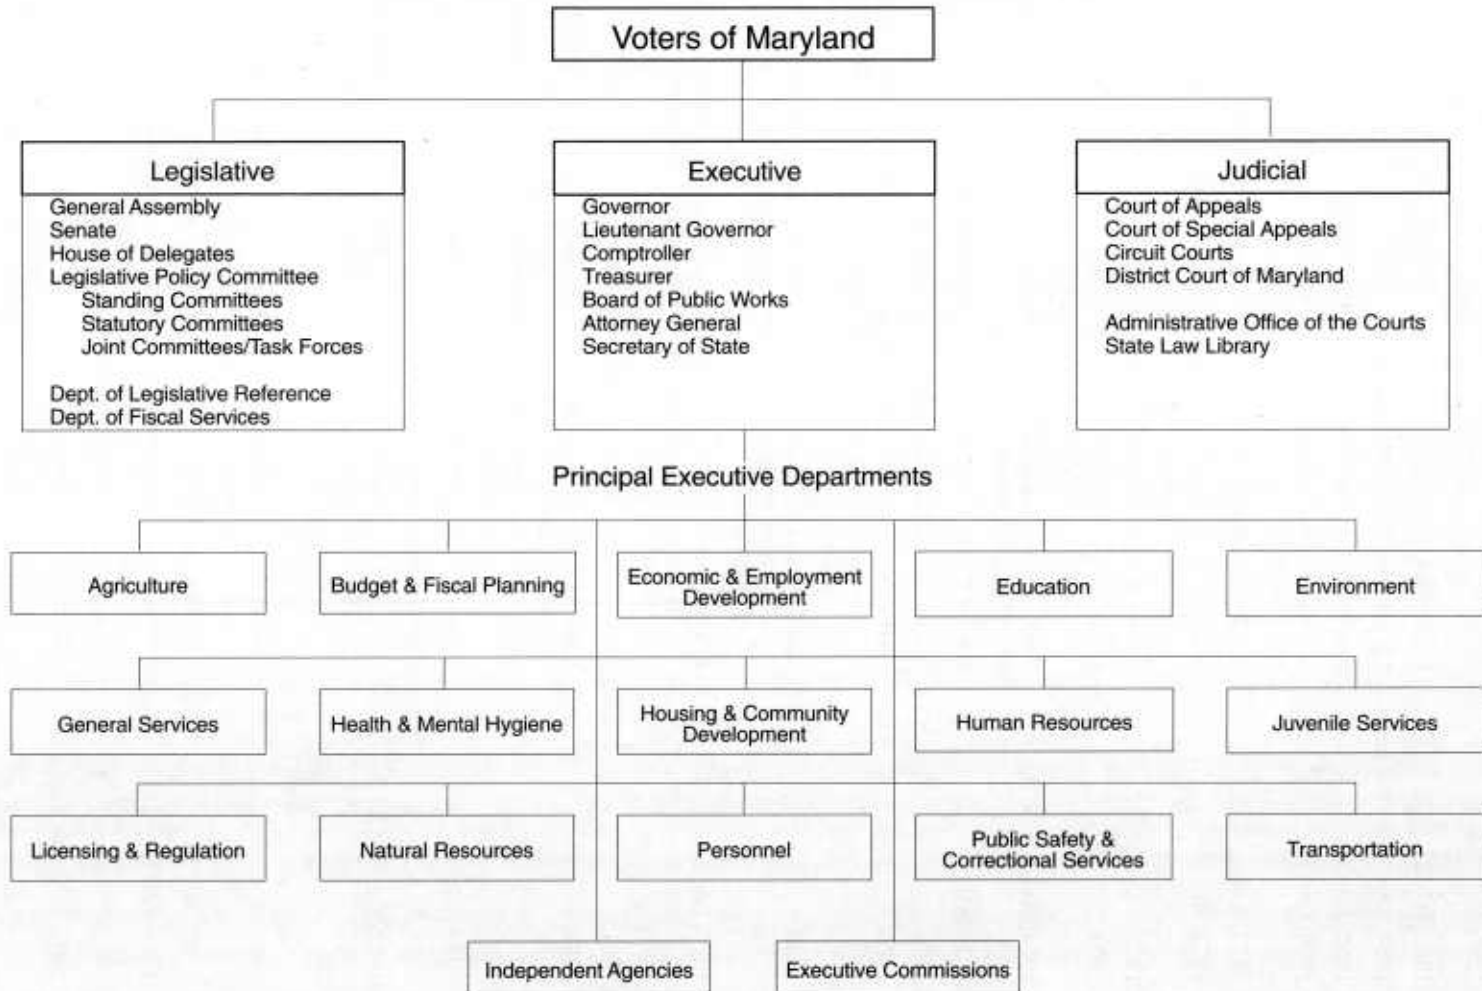 Voters of Maryland
Legislative
General Assembly
Senate
House of Delegates
Legislative Policy Committee
Standing Committees
Statutory Committees
Joint Committees/Task Forces
Dept. of Legislative Reference
Dept. of Fiscal Services
Executive
Governor
Lieutenant Governor
Comptroller
Treasurer
Board of Public Works
Attorney General
Secretary of State
Judicial
Court of Appeals
Court of Special Appeals
Circuit Courts
District Court of Maryland
Administrative Office of the Courts
State Law Library
Principal Executive Departments
Agriculture
Budget & Fiscal Planning
Economic & Employment
Development
Education
Environment
General Services
Health & Mental Hygiene
Housing & Community
Development
Human Resources
Juvenile Services
Licensing & Regulation
Natural Resources
Personnel
Public Safety &
Correctional Services
Transportation
Independent Agencies
Executive Commissions